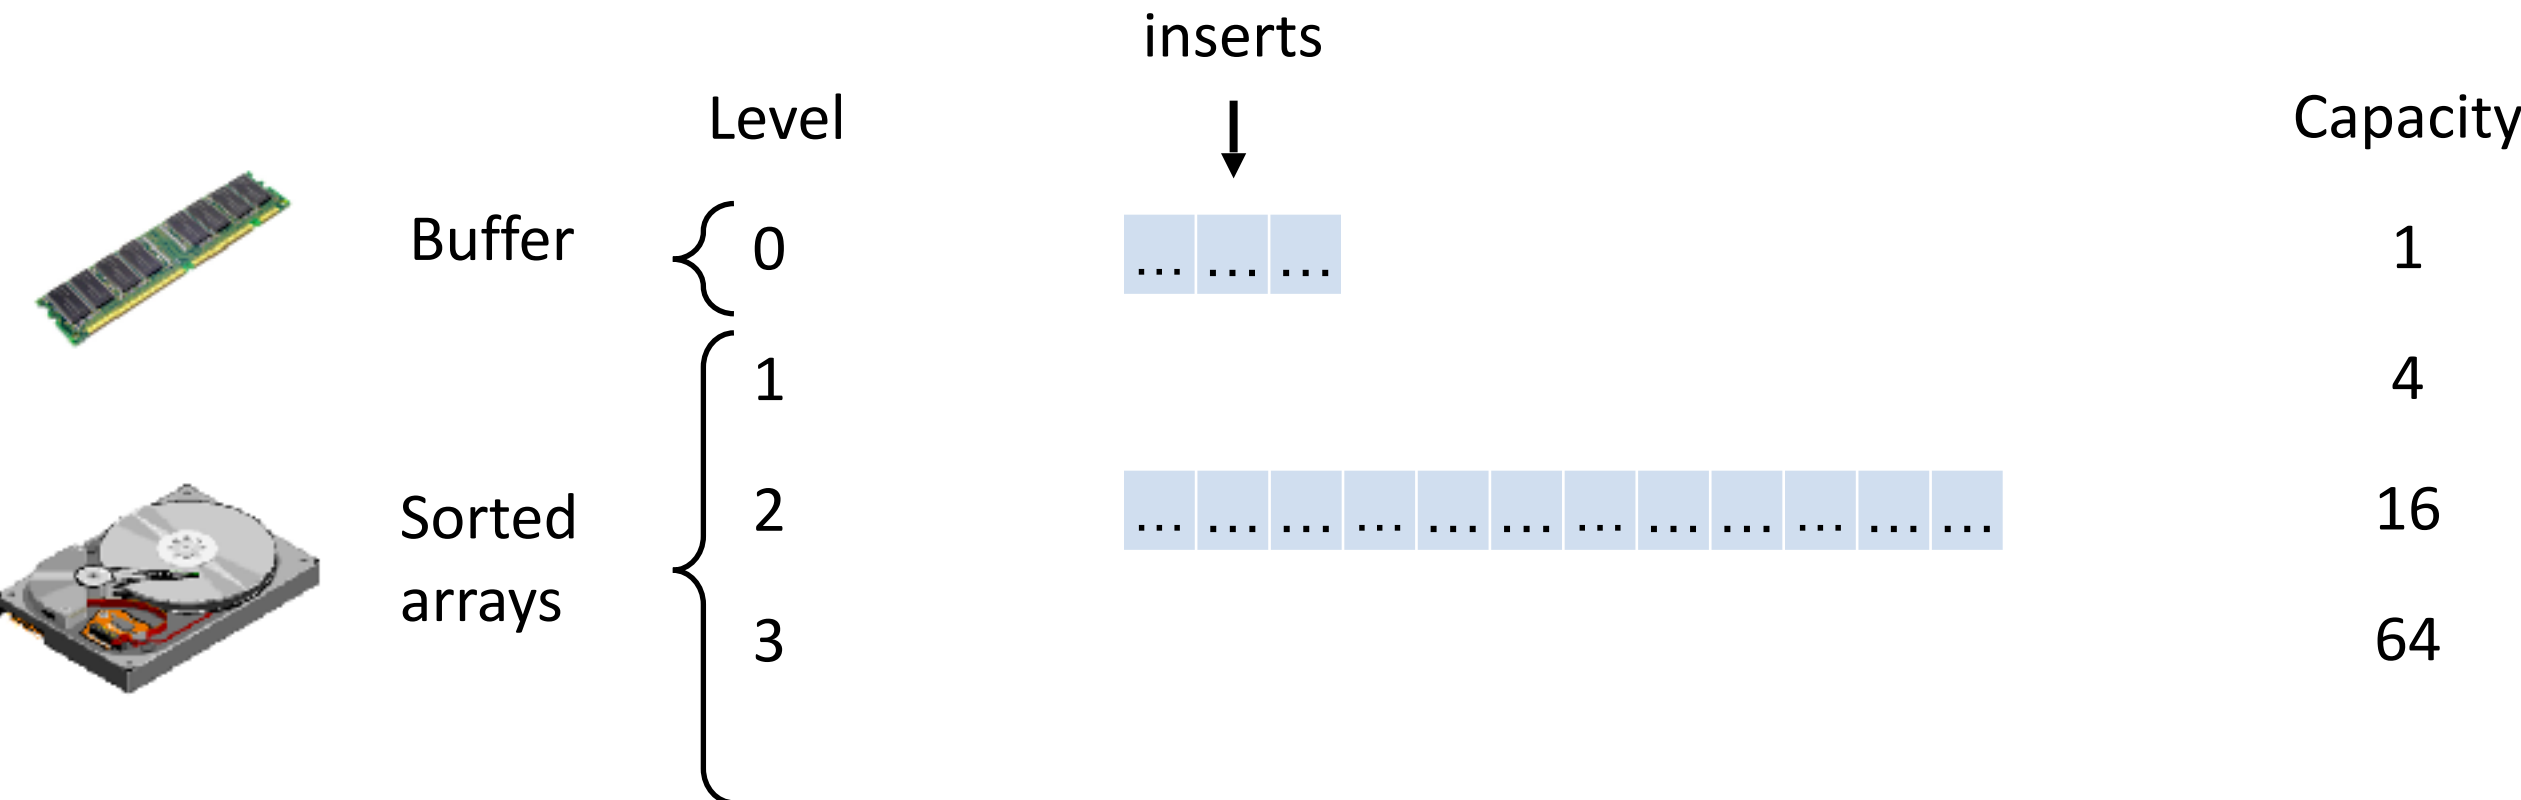 inserts
Level
Capacity
Buffer
0
... ... ...
1
1
4
Sorted
arrays
2
... ... ... ... ... ... ... ... ... ... ... ...
16
3
64